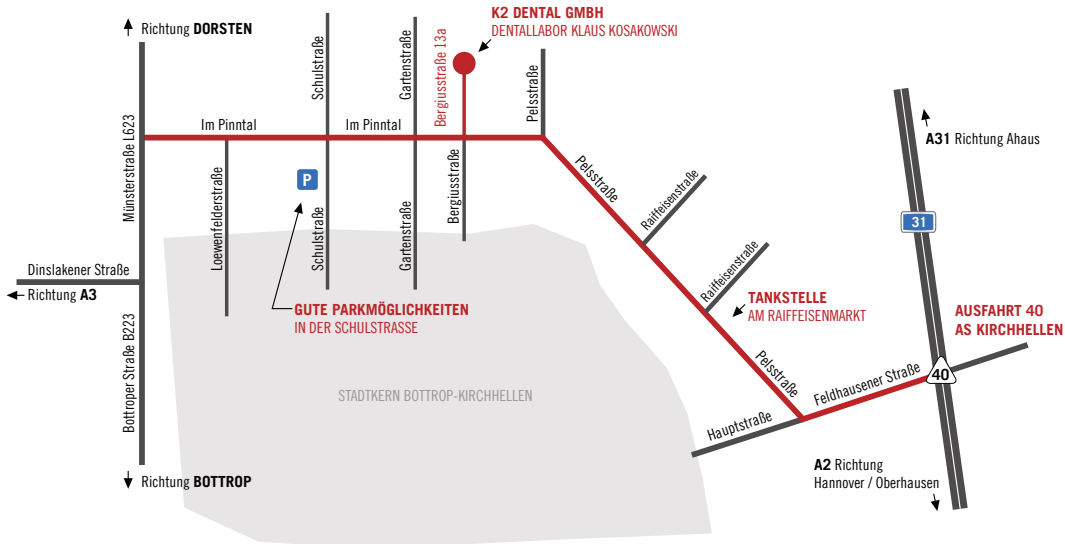 Richtung DORSTEN
K2 DENTAL GMBH
DENTALLABOR KLAUS KOSAKOWSKI
Schulstraße
Gartenstraße
Bergiusstraße 13a
Pelsstraße
Münsterstraße L623
Im Pinntal
Im Pinntal
A31 Richtung Ahaus
P
Loewenfelderstraße
Schulstraße
Gartenstraße
Bergiusstraße
Pelsstraße
Raiffeisenstraße
31
Dinslakener Straße
Richtung A3
Raiffeisenstraße
GUTE PARKMÖGLICHKEITEN
IN DER SCHULSTRASSE
TANKSTELLE
AM RAIFFEISENMARKT
AUSFAHRT 40
AS KIRCHHELLEN
Bottroper Straße B223
Pelsstraße
40
Feldhausener Straße
STADTKERN BOTTROP-KIRCHHELLEN
Hauptstraße
A2 Richtung
Hannover / Oberhausen
Richtung BOTTROP